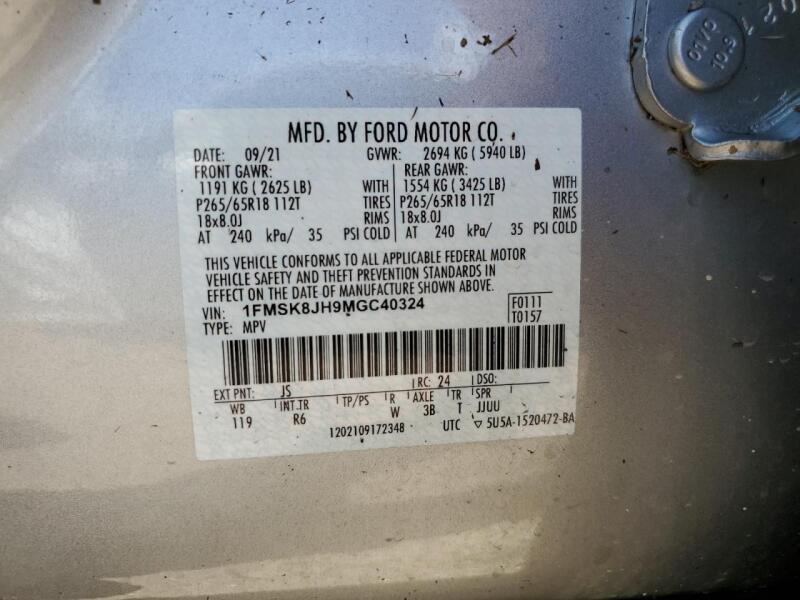 MFD. BY FORD MOTOR CO.
DATE: 09/21 GVWR: 2694 KG ( 5940 LB)
FRONT GAWR: REAR GAWR:
1191 KG ( 2625 LB) WITH 1554 KG ( 3425 LB) WITH
P265/65R18 112T TIRES P265/65R18 112T TIRES
18x8.0J RIMS 18x8.0J RIMS
AT 240 kPa/ 35 PSI COLD AT 240 kPa/ 35 PSI COLD
THIS VEHICLE CONFORMS TO ALL APPLICABLE FEDERAL MOTOR
VEHICLE SAFETY AND THEFT PREVENTION STANDARDS IN
EFFECT ON THE DATE OF MANUFACTURE SHOWN ABOVE.
VIN: 1FMSK8JH9MGC40324 F0111
TYPE: MPV T0157
EXT PNT: JS RC: 24 DSO:
WB INT TR TP/PS R AXLE TR SPR
119 R6 W 3B T JJUU
1202109172348 UTC ▽ 5U5A-1520472-BA